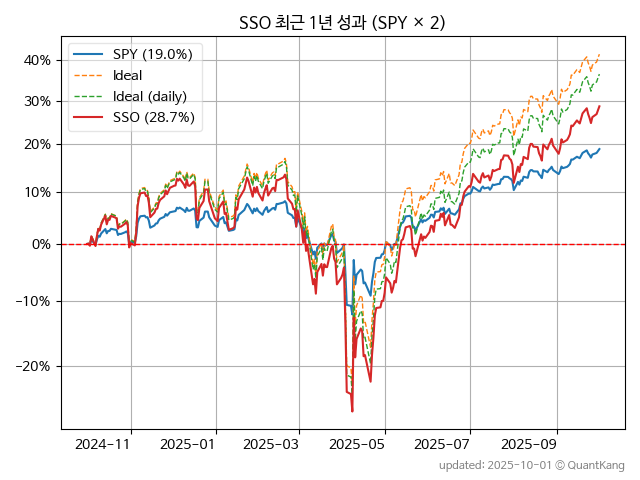 SSO 최근 1년 성과 (SPY × 2)
SPY (19.0%)
Ideal
Ideal (daily)
SSO (28.7%)
40%
30%
20%
10%
0%
−10%
−20%
2024-11
2025-01
2025-03
2025-05
2025-07
2025-09
updated: 2025-10-01 © QuantKang